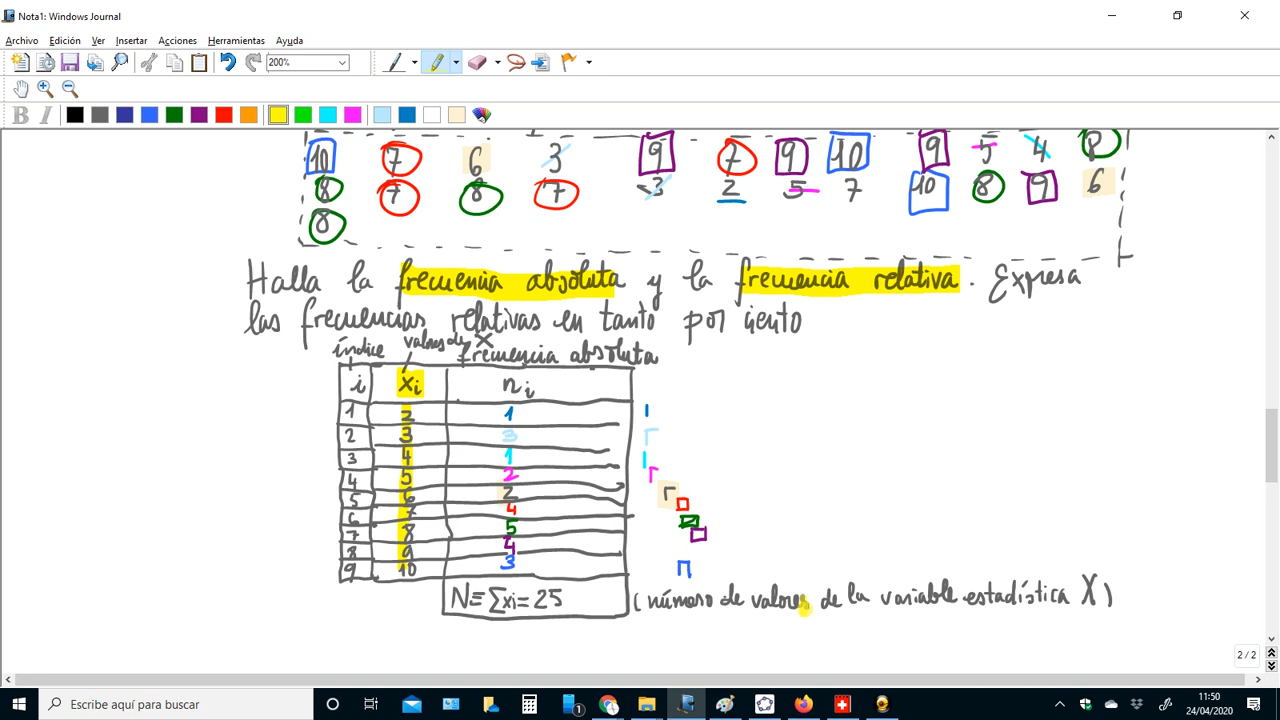 Nota1: Windows Journal
Archivo Edición Ver Insertar Acciones Herramientas Ayuda
200%
B I
10 7 6 3 9 7 9 10 9 5 4 8
8 7 8 7 3 2 5 7 10 8 9 6
8
Halla la frecuenia absoluta y la frecuencia relativa. Expresa
las frecuencias relativas en tanto por ciento
índice valores de X
frecuencia absoluta
i xi ni
1 2 1
2 3 3
3 4 1
4 5 2
5 6 2
6 7 4
7 8 5
8 9 4
9 10 3
N = ∑xi = 25 (número de valores de la variable estadística X)
2 / 2
Escribe aquí para buscar
1
11:50
24/04/2020